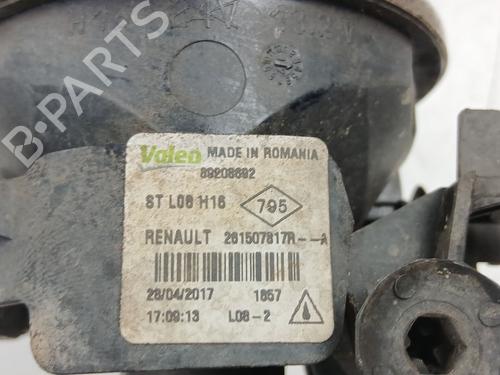 B-PARTS
Valeo MADE IN ROMANIA
89208692
ST L08 H16 795
RENAULT 261507817R--A
28/04/2017 1857
17:09:13 L08-2